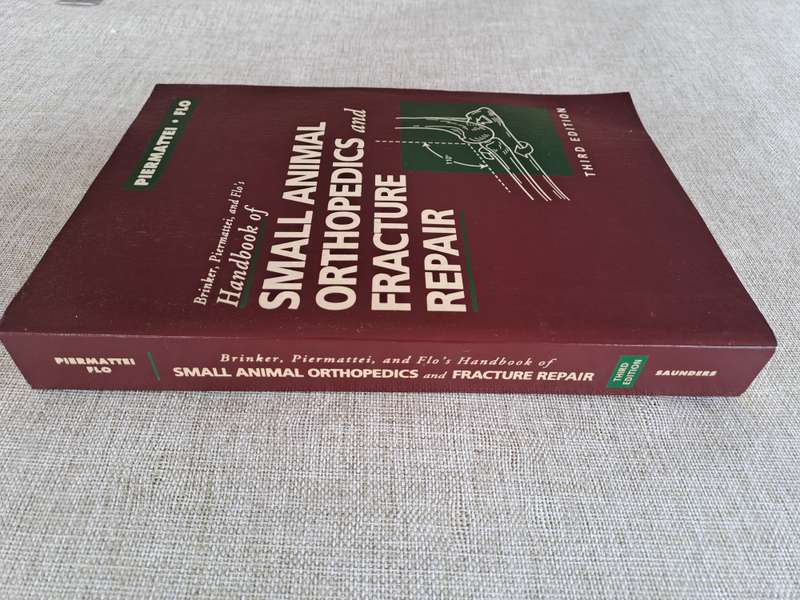 PIERMATTEI • FLO
Brinker, Piermattei, and Flo's
Handbook of
SMALL ANIMAL
ORTHOPEDICS and
FRACTURE
REPAIR
110°
THIRD EDITION
PIERMATTEI
FLO
Brinker, Piermattei, and Flo's Handbook of
SMALL ANIMAL ORTHOPEDICS and FRACTURE REPAIR
THIRD
EDITION
SAUNDERS